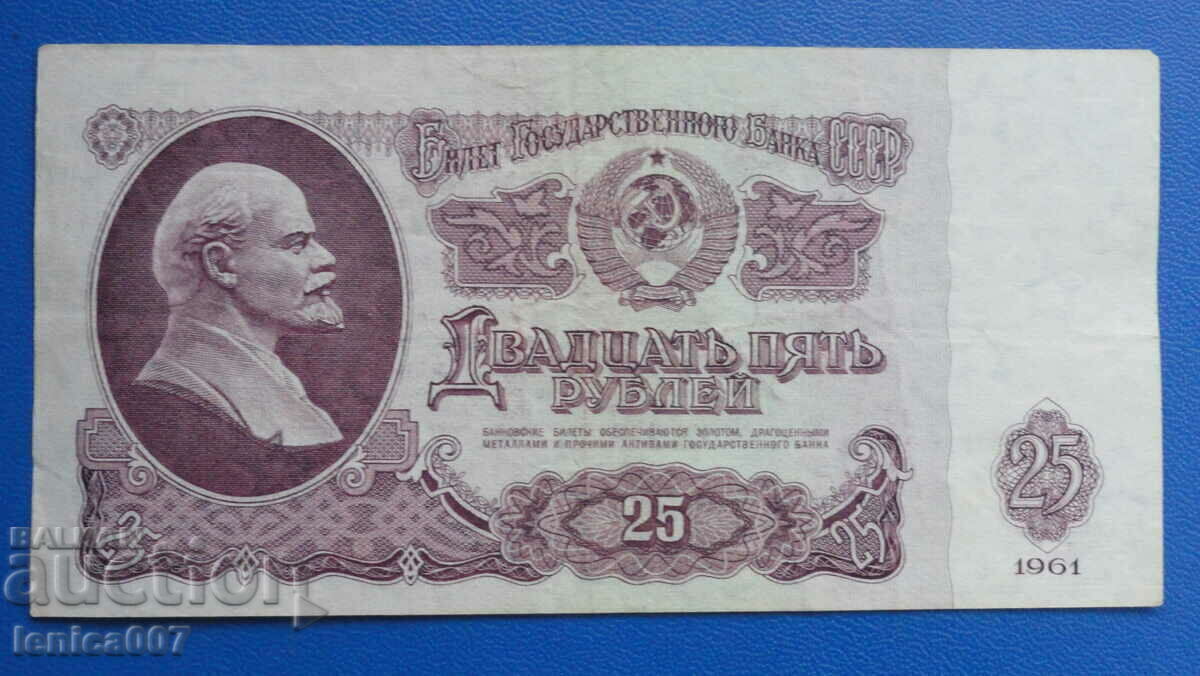 Билет Государственного Банка СССР
Двадцать пять
рублей
БАНКОВСКИЕ БИЛЕТЫ ОБЕСПЕЧИВАЮТСЯ ЗОЛОТОМ, ДРАГОЦЕННЫМИ
МЕТАЛЛАМИ И ПРОЧИМИ АКТИВАМИ ГОСУДАРСТВЕННОГО БАНКА
25
25
25
25
1961
BALKAN
auction
lenica007